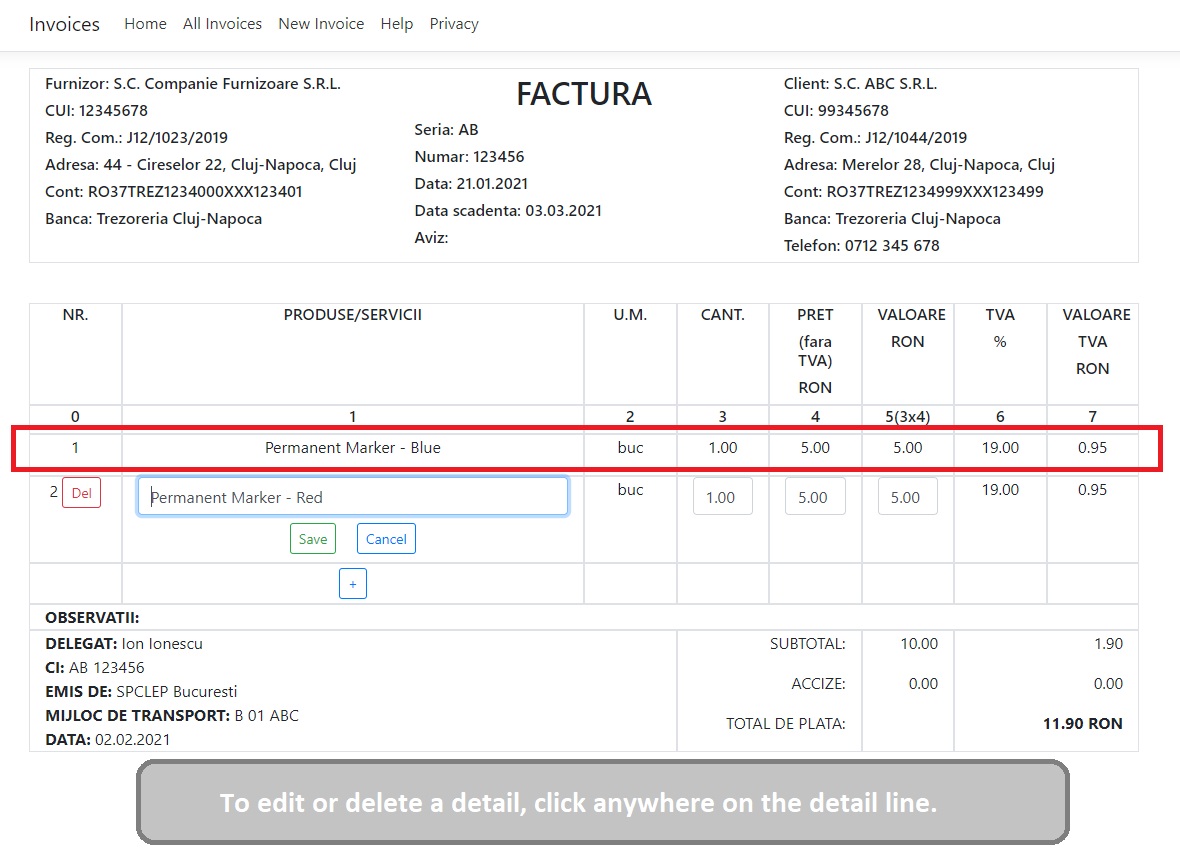 Invoices Home All Invoices New Invoice Help Privacy
Furnizor: S.C. Companie Furnizoare S.R.L.
CUI: 12345678
Reg. Com.: J12/1023/2019
Adresa: 44 - Cireselor 22, Cluj-Napoca, Cluj
Cont: RO37TREZ1234000XXX123401
Banca: Trezoreria Cluj-Napoca
FACTURA
Seria: AB
Numar: 123456
Data: 21.01.2021
Data scadenta: 03.03.2021
Aviz:
Client: S.C. ABC S.R.L.
CUI: 99345678
Reg. Com.: J12/1044/2019
Adresa: Merelor 28, Cluj-Napoca, Cluj
Cont: RO37TREZ1234999XXX123499
Banca: Trezoreria Cluj-Napoca
Telefon: 0712 345 678
NR. PRODUSE/SERVICII U.M. CANT. PRET VALOARE TVA VALOARE
(fara RON % TVA
TVA) RON
RON
0 1 2 3 4 5(3x4) 6 7
1 Permanent Marker - Blue buc 1.00 5.00 5.00 19.00 0.95
2 Del Permanent Marker - Red buc 1.00 5.00 5.00 19.00 0.95
Save Cancel
+
OBSERVATII:
DELEGAT: Ion Ionescu
CI: AB 123456
EMIS DE: SPCLEP Bucuresti
MIJLOC DE TRANSPORT: B 01 ABC
DATA: 02.02.2021
SUBTOTAL: 10.00 1.90
ACCIZE: 0.00 0.00
TOTAL DE PLATA: 11.90 RON
To edit or delete a detail, click anywhere on the detail line.